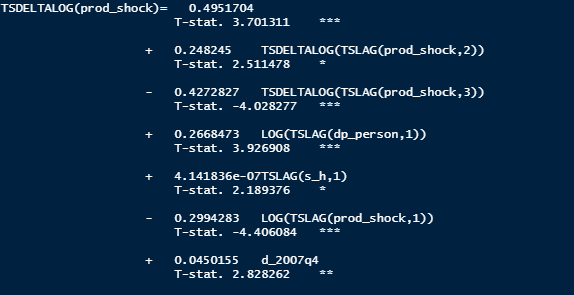 TSDELTALOG(prod_shock)= 0.4951704
T-stat. 3.701311 ***
+ 0.248245 TSDELTALOG(TSLAG(prod_shock,2))
T-stat. 2.511478 *
- 0.4272827 TSDELTALOG(TSLAG(prod_shock,3))
T-stat. -4.028277 ***
+ 0.2668473 LOG(TSLAG(dp_person,1))
T-stat. 3.926908 ***
+ 4.141836e-07TSLAG(s_h,1)
T-stat. 2.189376 *
- 0.2994283 LOG(TSLAG(prod_shock,1))
T-stat. -4.406084 ***
+ 0.0450155 d_2007q4
T-stat. 2.828262 **